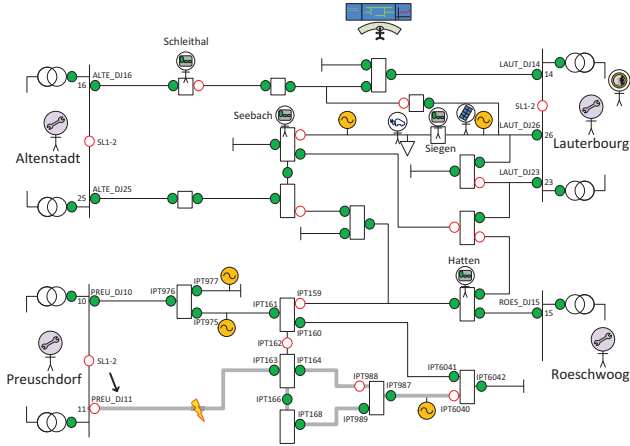 Schleithal
ALTE_DJ16
16
LAUT_DJ14
14
Seebach
SL1-2
LAUT_DJ26
Altenstadt
SL1-2
Siegen
26
Lauterbourg
LAUT_DJ23
ALTE_DJ25
25
23
Hatten
PREU_DJ10
10
IPT976
IPT977
IPT975
IPT161
IPT159
IPT160
ROES_DJ15
15
SL1-2
IPT162
Preuschdorf
IPT163
IPT164
IPT988
IPT6041
IPT6042
Roeschwoog
PREU_DJ11
11
IPT166
IPT987
IPT6040
IPT168
IPT989